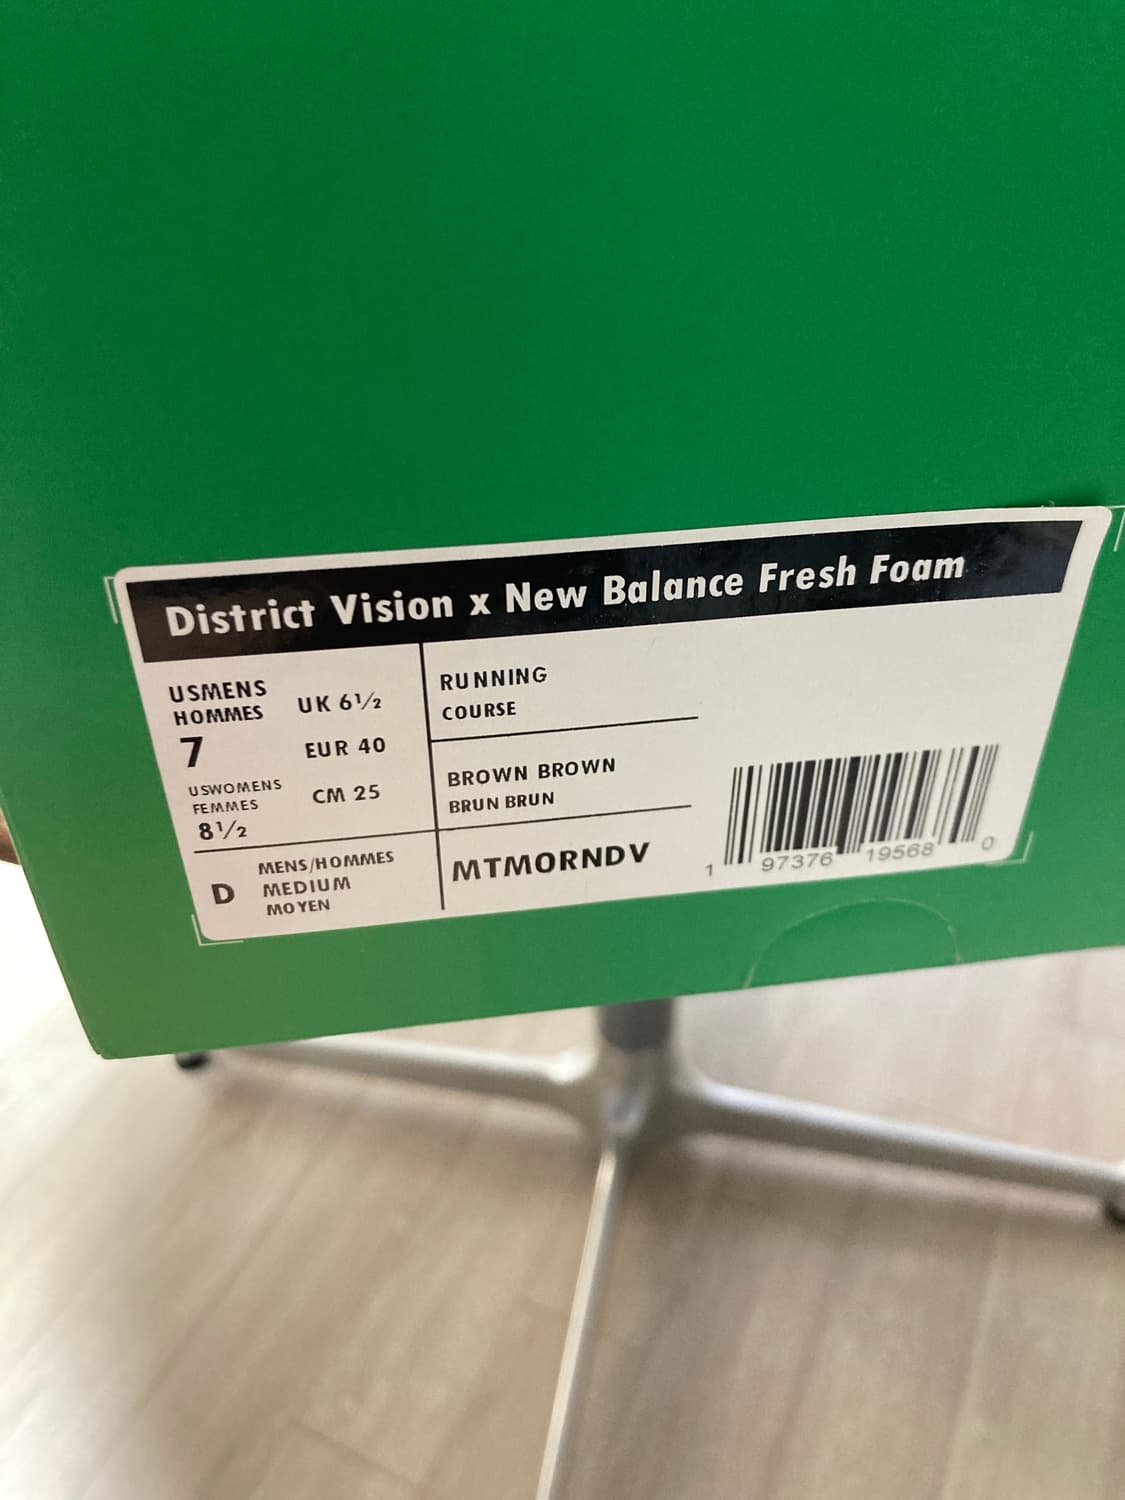 District Vision x New Balance Fresh Foam
USMENS
HOMMES
7
UK 6½
EUR 40
CM 25
USWOMENS
FEMMES
8½
D
MENS/HOMMES
MEDIUM
MOYEN
RUNNING
COURSE
BROWN BROWN
BRUN BRUN
MTMORNDV
1 97376 19568 0